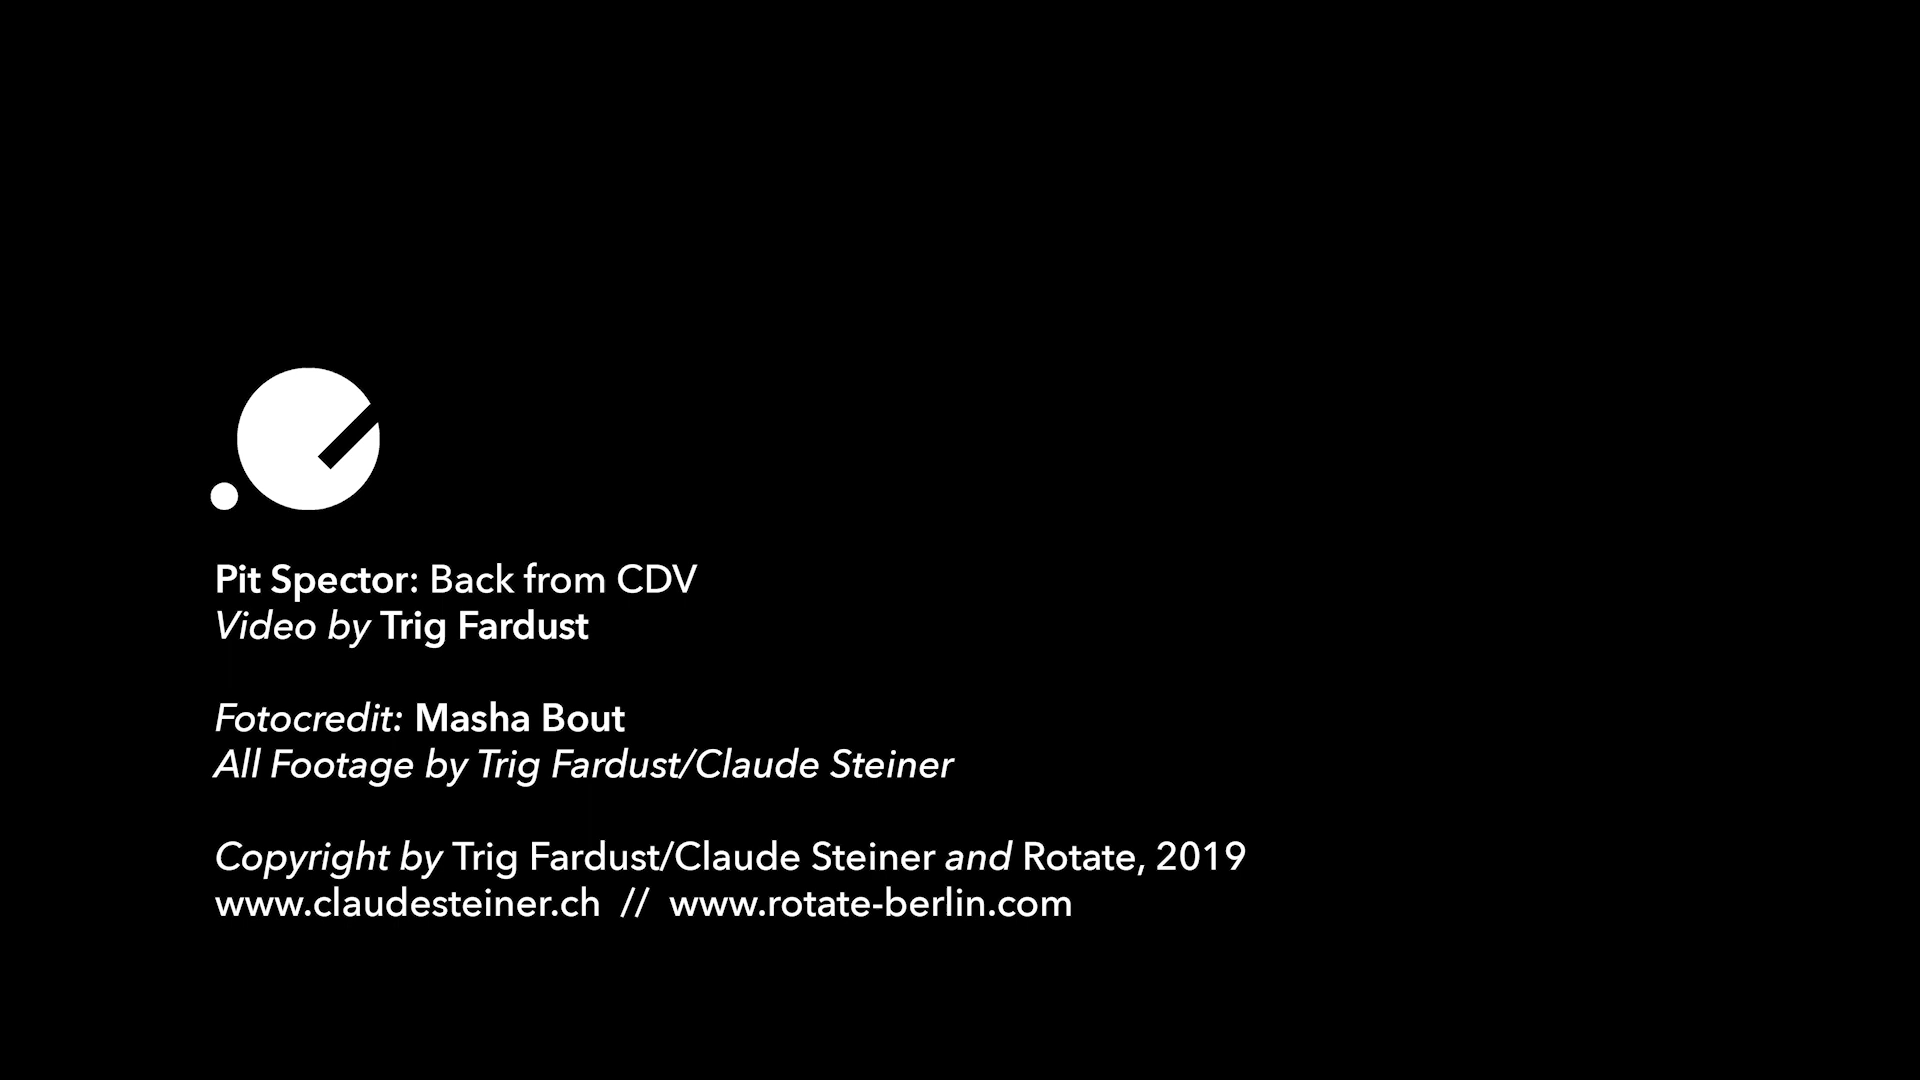 Pit Spector: Back from CDV
Video by Trig Fardust
Fotocredit: Masha Bout
All Footage by Trig Fardust/Claude Steiner
Copyright by Trig Fardust/Claude Steiner and Rotate, 2019
www.claudesteiner.ch // www.rotate-berlin.com